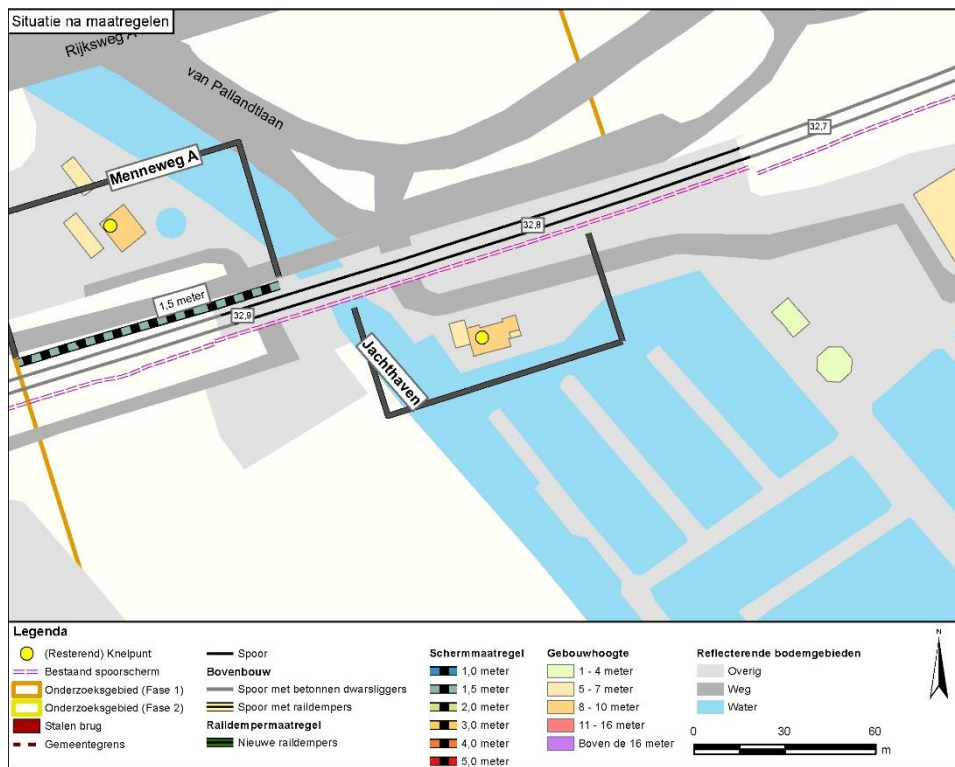 Situatie na maatregelen
Rijksweg A
van Pallandtlaan
32,7
Menneweg A
32,8
1,5 meter
32,9
Jachthaven
Legenda
(Resterend) Knelpunt
Bestaand spoorscherm
Onderzoeksgebied (Fase 1)
Onderzoeksgebied (Fase 2)
Stalen brug
Gemeentegrens
Spoor
Bovenbouw
Spoor met betonnen dwarsliggers
Spoor met raildempers
Raildempermaatregel
Nieuwe raildempers
Schermmaatregel
1,0 meter
1,5 meter
2,0 meter
3,0 meter
4,0 meter
5,0 meter
Gebouwhoogte
1 - 4 meter
5 - 7 meter
8 - 10 meter
11 - 16 meter
Boven de 16 meter
Reflecterende bodemgebieden
Overig
Weg
Water
N
0 30 60
m